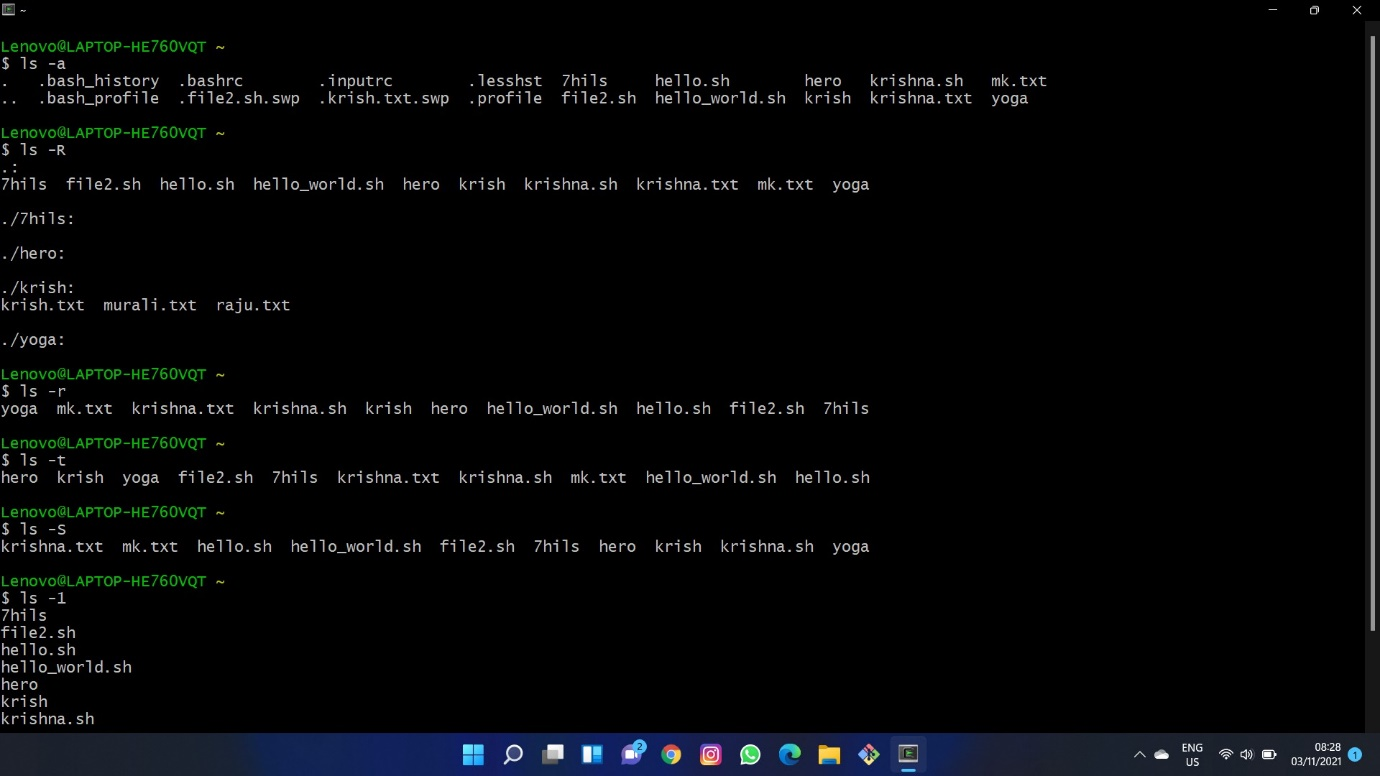 ~
Lenovo@LAPTOP-HE760VQT ~
$ ls -a
.   .bash_history  .bashrc        .inputrc        .lesshst  7hils     hello.sh        hero   krishna.sh   mk.txt
..  .bash_profile  .file2.sh.swp  .krish.txt.swp  .profile  file2.sh  hello_world.sh  krish  krishna.txt  yoga
Lenovo@LAPTOP-HE760VQT ~
$ ls -R
.:
7hils  file2.sh  hello.sh  hello_world.sh  hero  krish  krishna.sh  krishna.txt  mk.txt  yoga
./7hils:
./hero:
./krish:
krish.txt  murali.txt  raju.txt
./yoga:
Lenovo@LAPTOP-HE760VQT ~
$ ls -r
yoga  mk.txt  krishna.txt  krishna.sh  krish  hero  hello_world.sh  hello.sh  file2.sh  7hils
Lenovo@LAPTOP-HE760VQT ~
$ ls -t
hero  krish  yoga  file2.sh  7hils  krishna.txt  krishna.sh  mk.txt  hello_world.sh  hello.sh
Lenovo@LAPTOP-HE760VQT ~
$ ls -S
krishna.txt  mk.txt  hello.sh  hello_world.sh  file2.sh  7hils  hero  krish  krishna.sh  yoga
Lenovo@LAPTOP-HE760VQT ~
$ ls -1
7hils
file2.sh
hello.sh
hello_world.sh
hero
krish
krishna.sh
2
ENG
US
08:28
03/11/2021
1